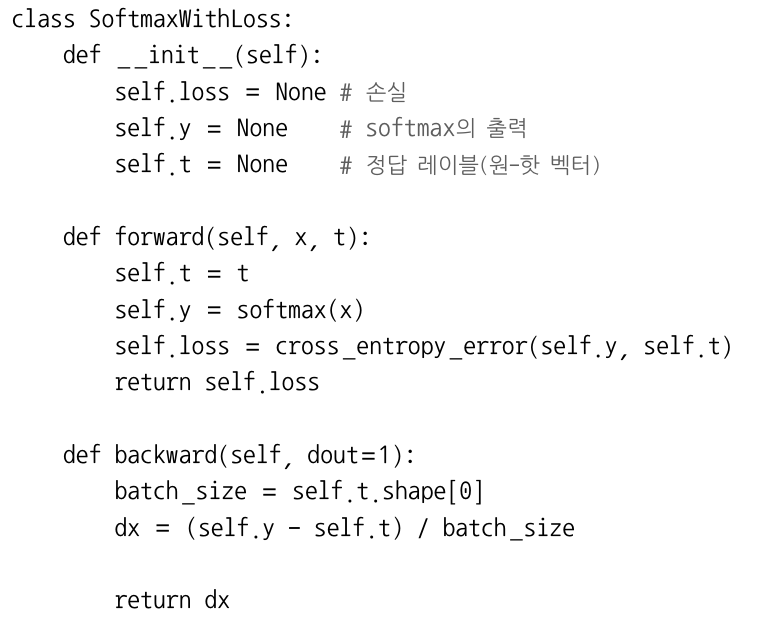 class SoftmaxWithLoss:
    def __init__(self):
        self.loss = None # 손실
        self.y = None    # softmax의 출력
        self.t = None    # 정답 레이블(원-핫 벡터)

    def forward(self, x, t):
        self.t = t
        self.y = softmax(x)
        self.loss = cross_entropy_error(self.y, self.t)
        return self.loss

    def backward(self, dout=1):
        batch_size = self.t.shape[0]
        dx = (self.y - self.t) / batch_size

        return dx